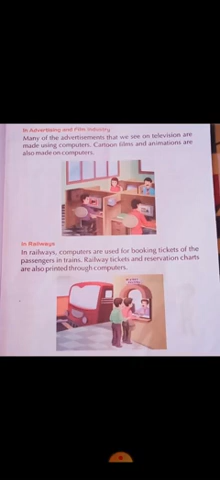 In Advertising and Film Industry
Many of the advertisements that we see on television are
made using computers. Cartoon films and animations are
also made on computers.
In Railways
In railways, computers are used for booking tickets of the
passengers in trains. Railway tickets and reservation charts
are also printed through computers.